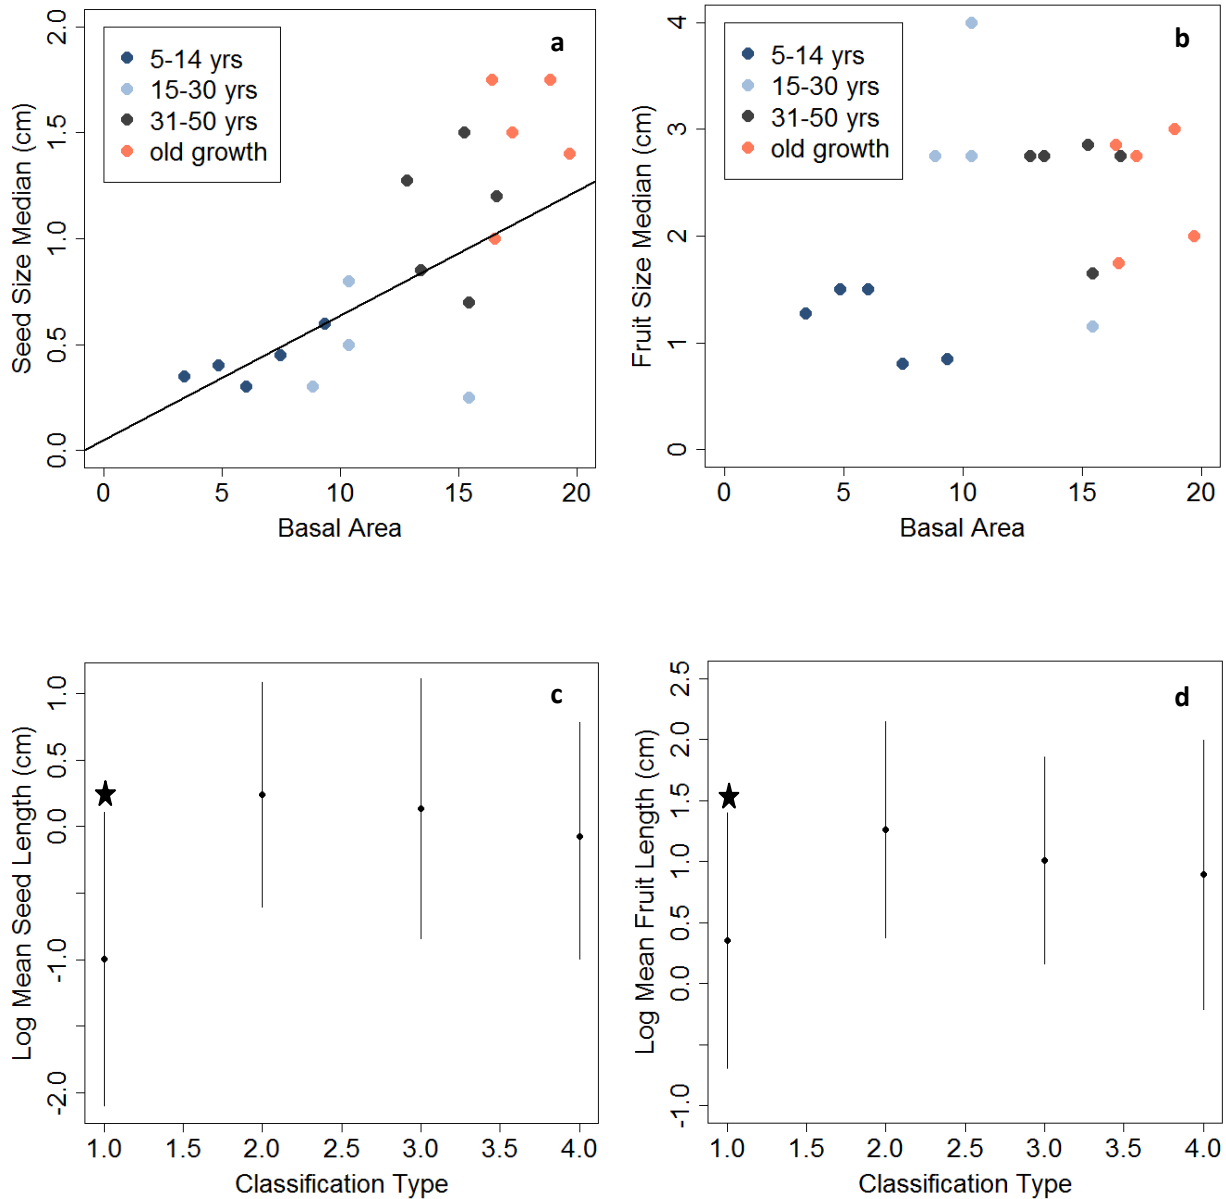 a
5-14 yrs
15-30 yrs
31-50 yrs
old growth
Seed Size Median (cm)
2.0
1.5
1.0
0.5
0.0
0 5 10 15 20
Basal Area
b
5-14 yrs
15-30 yrs
31-50 yrs
old growth
Fruit Size Median (cm)
4
3
2
1
0
0 5 10 15 20
Basal Area
c
Log Mean Seed Length (cm)
1.0
0.5
0.0
-1.0
-2.0
1.0 1.5 2.0 2.5 3.0 3.5 4.0
Classification Type
d
Log Mean Fruit Length (cm)
2.5
2.0
1.5
1.0
0.5
0.0
-1.0
1.0 1.5 2.0 2.5 3.0 3.5 4.0
Classification Type